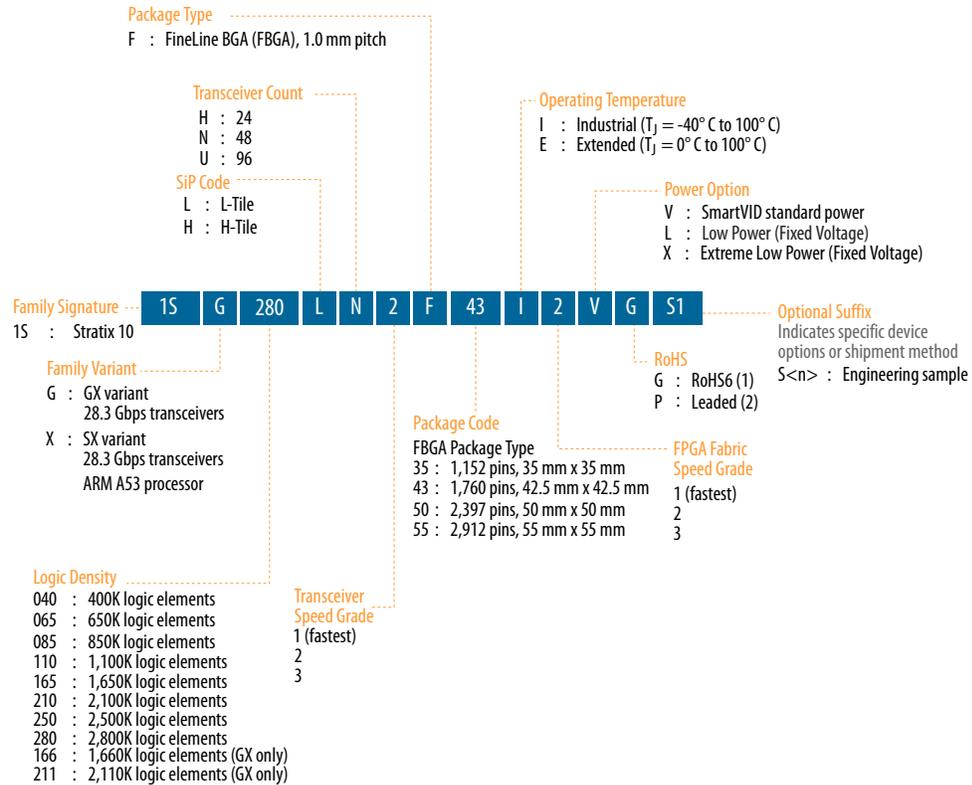 Package Type
F : FineLine BGA (FBGA), 1.0 mm pitch
Transceiver Count
H : 24
N : 48
U : 96
SiP Code
L : L-Tile
H : H-Tile
Operating Temperature
I : Industrial (TJ = -40° C to 100° C)
E : Extended (TJ = 0° C to 100° C)
Power Option
V : SmartVID standard power
L : Low Power (Fixed Voltage)
X : Extreme Low Power (Fixed Voltage)
Family Signature
1S : Stratix 10
1S G 280 L N 2 F 43 I 2 V G S1
Optional Suffix
Indicates specific device
options or shipment method
S<n> : Engineering sample
Family Variant
G : GX variant
28.3 Gbps transceivers
X : SX variant
28.3 Gbps transceivers
ARM A53 processor
RoHS
G : RoHS6 (1)
P : Leaded (2)
Package Code
FBGA Package Type
35 : 1,152 pins, 35 mm x 35 mm
43 : 1,760 pins, 42.5 mm x 42.5 mm
50 : 2,397 pins, 50 mm x 50 mm
55 : 2,912 pins, 55 mm x 55 mm
FPGA Fabric
Speed Grade
1 (fastest)
2
3
Logic Density
040 : 400K logic elements
065 : 650K logic elements
085 : 850K logic elements
110 : 1,100K logic elements
165 : 1,650K logic elements
210 : 2,100K logic elements
250 : 2,500K logic elements
280 : 2,800K logic elements
166 : 1,660K logic elements (GX only)
211 : 2,110K logic elements (GX only)
Transceiver
Speed Grade
1 (fastest)
2
3